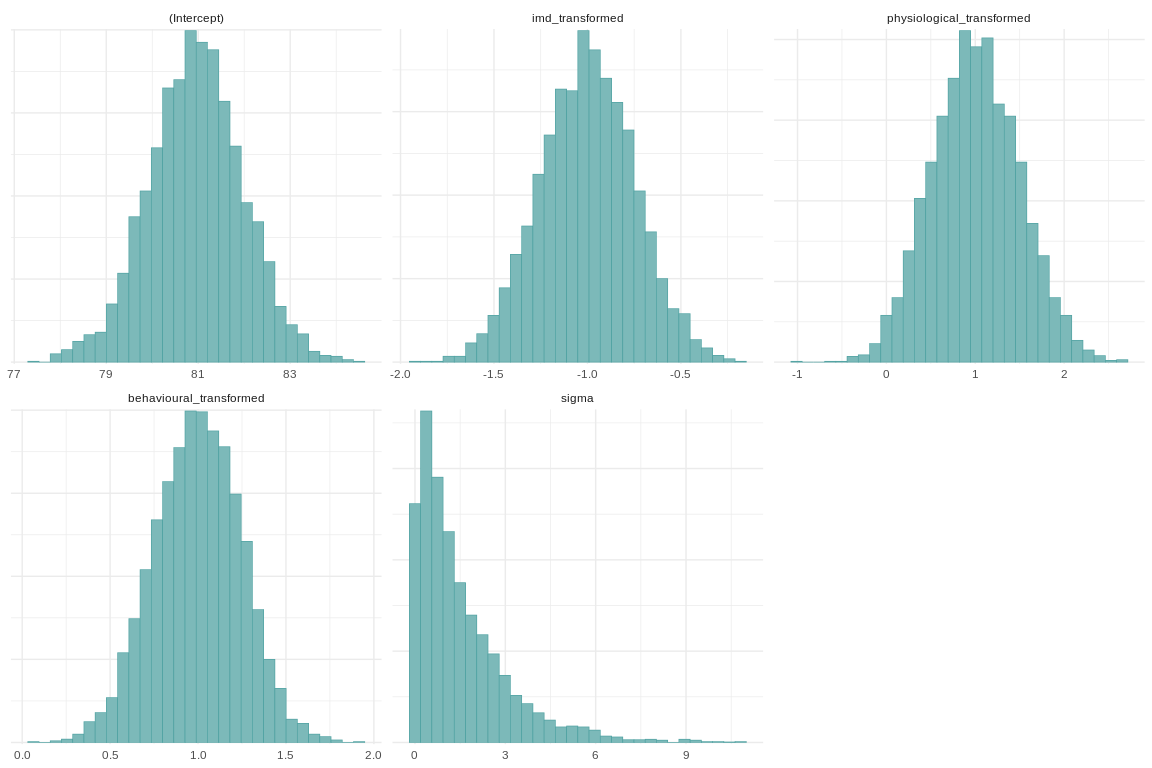 (Intercept)
imd_transformed
physiological_transformed
77 79 81 83
-2.0 -1.5 -1.0 -0.5
-1 0 1 2
behavioural_transformed
sigma
0.0 0.5 1.0 1.5 2.0
0 3 6 9